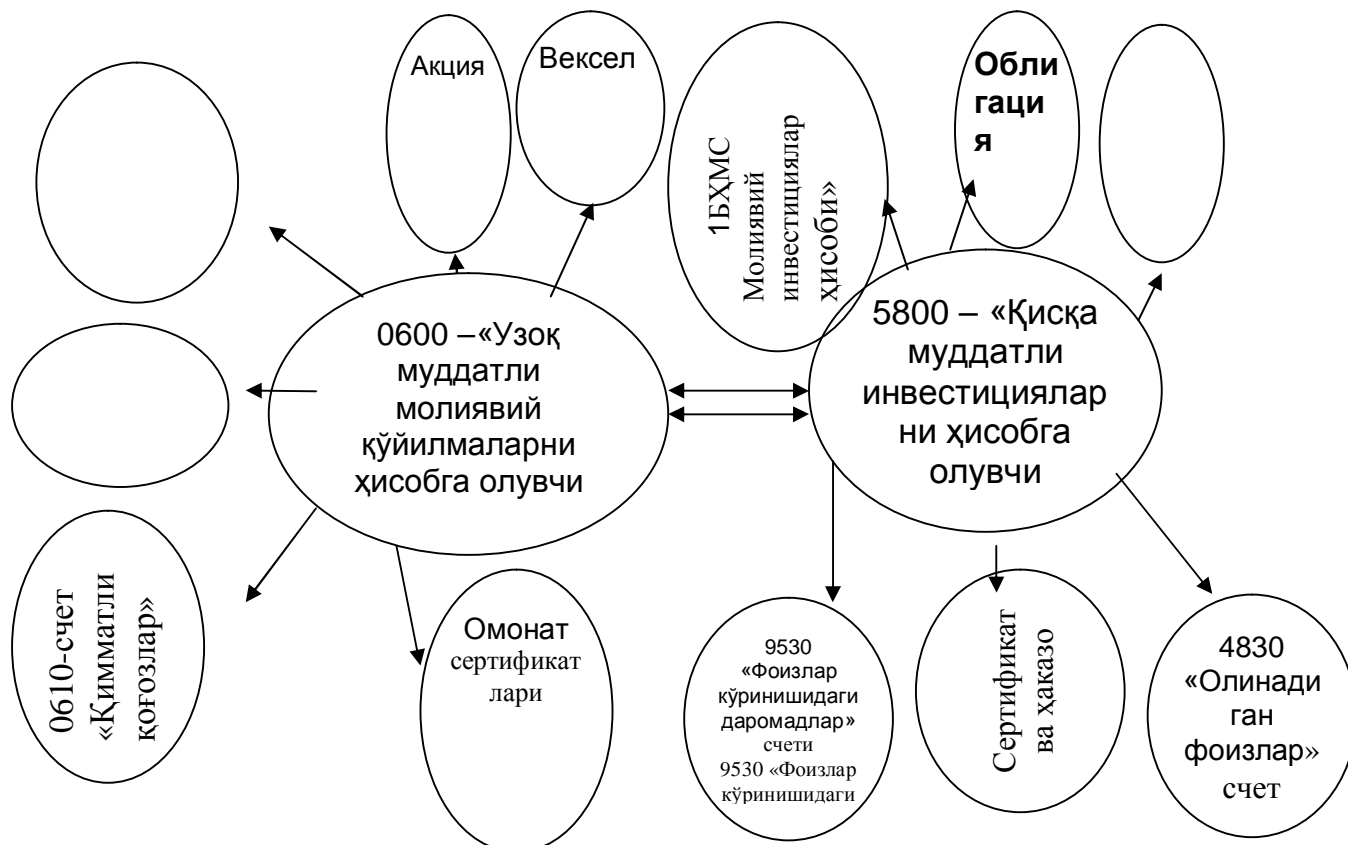 Акция
Вексел
1БҲМС
Молиявий
инвестициялар
ҳисоби»
Обли
гаци
я
0600 –«Узоқ
муддатли
молиявий
қўйилмаларни
ҳисобга олувчи
5800 – «Қисқа
муддатли
инвестициялар
ни ҳисобга
олувчи
0610-счет
«Қимматли
қоғозлар»
Омонат
сертификат
лари
9530
«Фоизлар
кўринишидаги
даромадлар»
счети
9530 «Фоизлар
кўринишидаги
Сертификат
ва ҳаказо
4830
«Олинади
ган
фоизлар»
счет